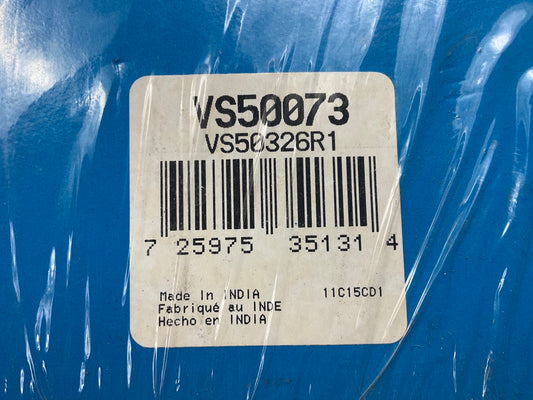 VS50073
VS50326R1
7 25975 35131 4
Made In INDIA 11C15CD1
Fabriqué au INDE
Hecho en INDIA